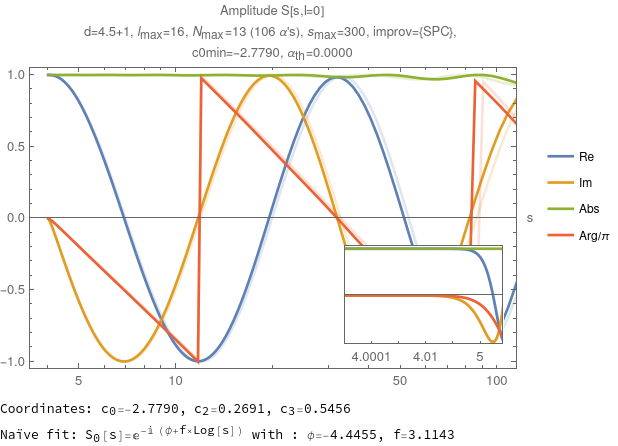 Amplitude S[s,l=0]
d=4.5+1, lmax=16, Nmax=13 (106 α's), smax=300, improv={SPC},
c0min=-2.7790, αth=0.0000
1.0
0.5
0.0
-0.5
-1.0
5
10
50
100
s
4.0001
4.01
5
Re
Im
Abs
Arg/π
Coordinates: c0=-2.7790, c2=0.2691, c3=0.5456
Naïve fit: S0[s]=e^-i (ϕ+f×Log[s]) with : ϕ=-4.4455, f=3.1143